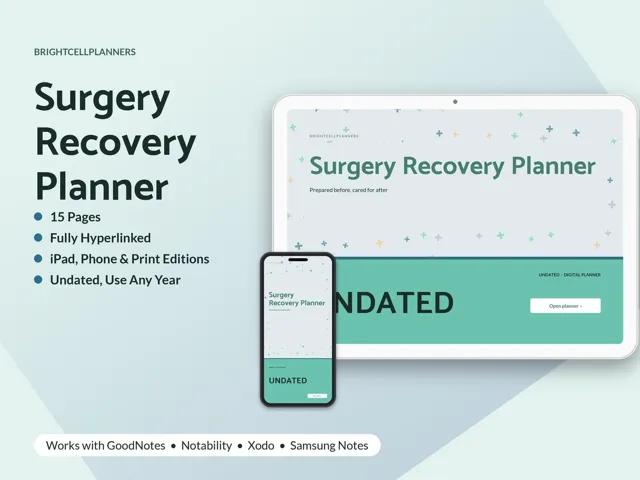 BRIGHTCELLPLANNERS
Surgery
Recovery
Planner
15 Pages
Fully Hyperlinked
iPad, Phone & Print Editions
Undated, Use Any Year
BRIGHTCELLPLANNERS
Surgery Recovery Planner
Prepared before, cared for after
UNDATED - DIGITAL PLANNER
NDATED
Open planner
Surgery
Recovery Planner
UNDATED
Works with GoodNotes • Notability • Xodo • Samsung Notes